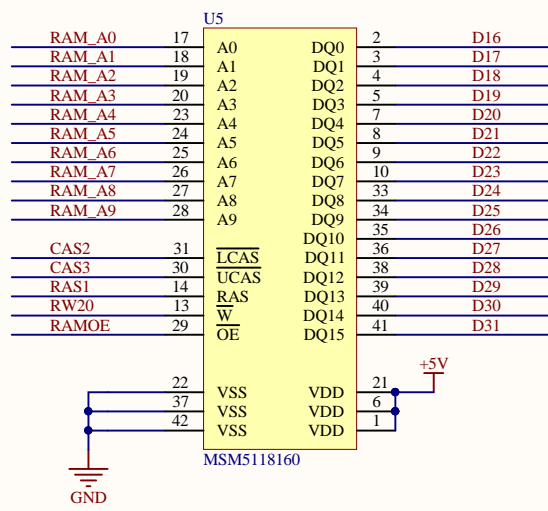 U5
RAM_A0 17 A0 DQ0 2 D16
RAM_A1 18 A1 DQ1 3 D17
RAM_A2 19 A2 DQ2 4 D18
RAM_A3 20 A3 DQ3 5 D19
RAM_A4 23 A4 DQ4 7 D20
RAM_A5 24 A5 DQ5 8 D21
RAM_A6 25 A6 DQ6 9 D22
RAM_A7 26 A7 DQ7 10 D23
RAM_A8 27 A8 DQ8 33 D24
RAM_A9 28 A9 DQ9 34 D25
DQ10 35 D26
CAS2 31 LCAS DQ11 36 D27
CAS3 30 UCAS DQ12 38 D28
RAS1 14 RAS DQ13 39 D29
RW20 13 W DQ14 40 D30
RAMOE 29 OE DQ15 41 D31
+5V
22 VSS VDD 21
37 VSS VDD 6
42 VSS VDD 1
MSM5118160
GND